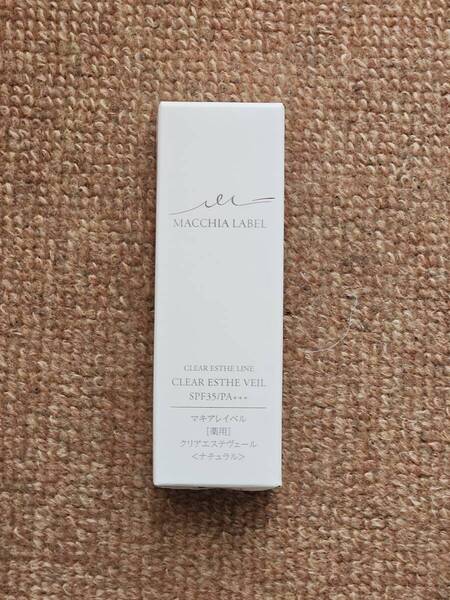 MACCHIA LABEL
CLEAR ESTHE LINE
CLEAR ESTHE VEIL
SPF35/PA+++
マキアレイベル
[薬用]
クリアエステヴェール
<ナチュラル>